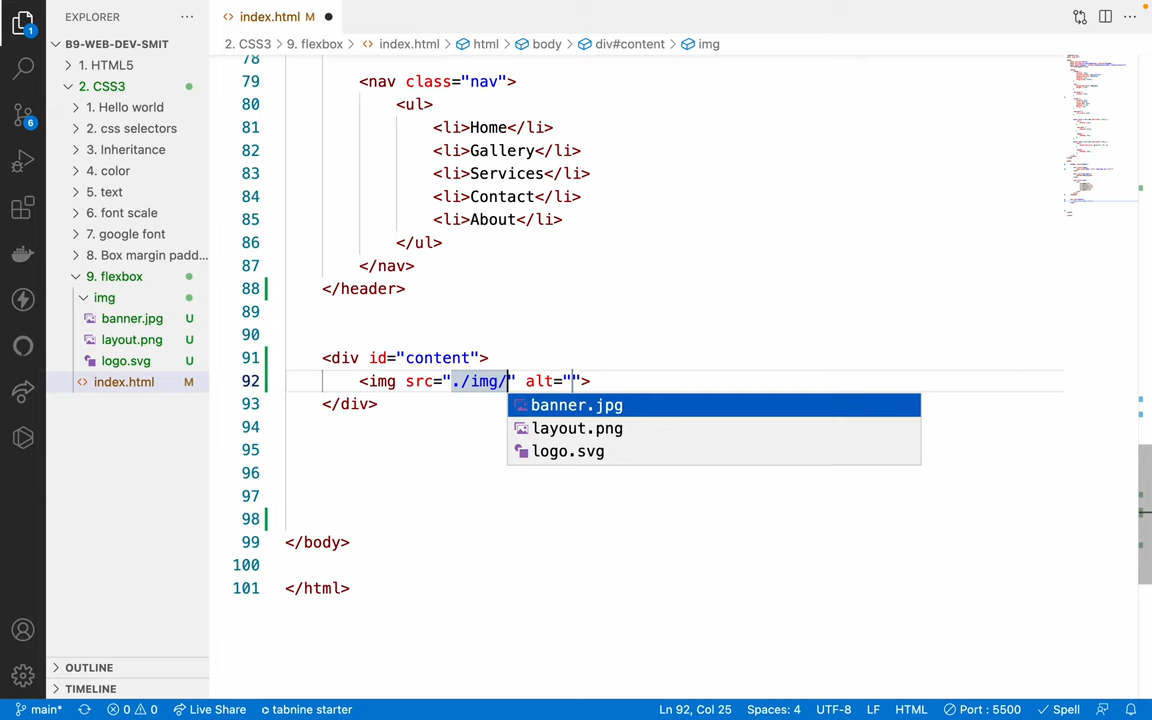 EXPLORER
index.html M
1
B9-WEB-DEV-SMIT
2. CSS3 > 9. flexbox > index.html > html > body > div#content > img
1. HTML5
2. CSS3
1. Hello world
2. css selectors
3. Inheritance
4. color
5. text
6. font scale
7. google font
8. Box margin padd...
9. flexbox
img
banner.jpg U
layout.png U
logo.svg U
index.html M
6
78
79 <nav class="nav">
80 <ul>
81 <li>Home</li>
82 <li>Gallery</li>
83 <li>Services</li>
84 <li>Contact</li>
85 <li>About</li>
86 </ul>
87 </nav>
88 </header>
89
90
91 <div id="content">
92 <img src="./img/" alt="">
93 </div>
94
95
96
97
98
99 </body>
100
101 </html>
banner.jpg
layout.png
logo.svg
OUTLINE
TIMELINE
main* 0 0 Live Share tabnine starter Ln 92, Col 25 Spaces: 4 UTF-8 LF HTML Port : 5500 Spell